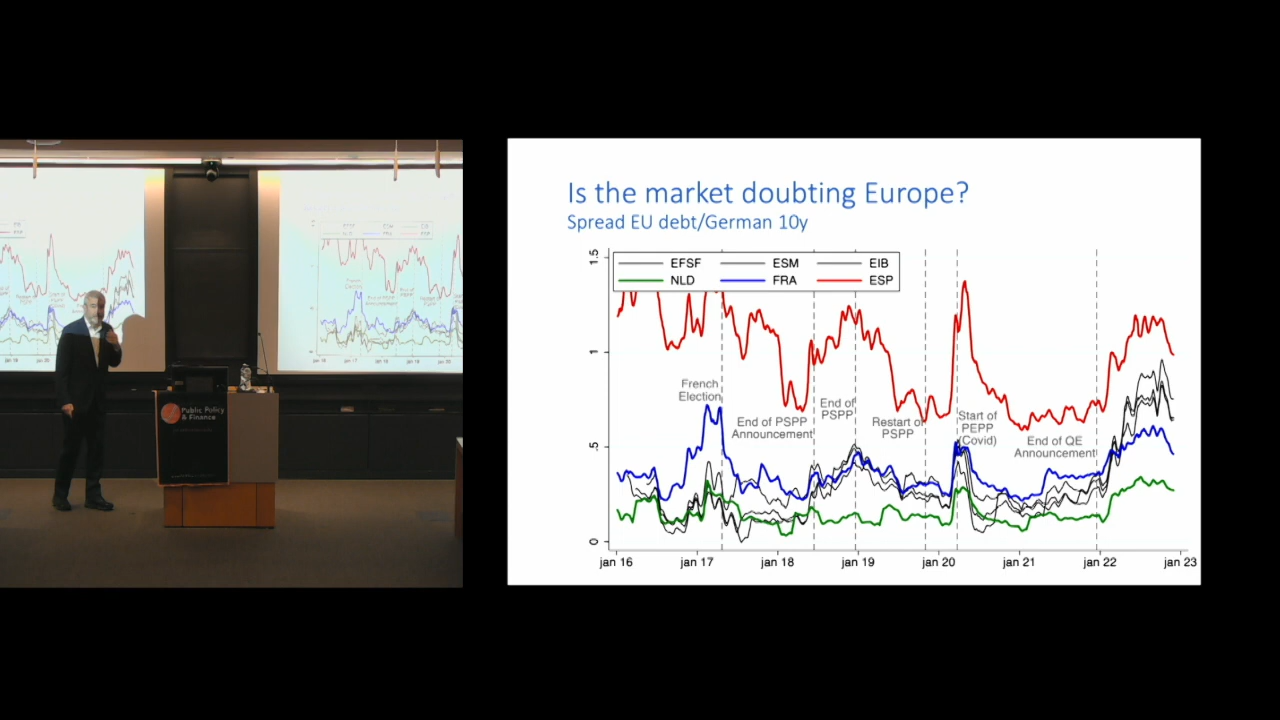 Public Policy
& Finance
Is the market doubting Europe?
Spread EU debt/German 10y
EFSF ESM EIB
NLD FRA ESP
1.5
1
.5
0
French
Election
End of PSPP
Announcement
End of
PSPP
Restart of
PSPP
Start of
PEPP
(Covid)
End of QE
Announcement
jan 16 jan 17 jan 18 jan 19 jan 20 jan 21 jan 22 jan 23